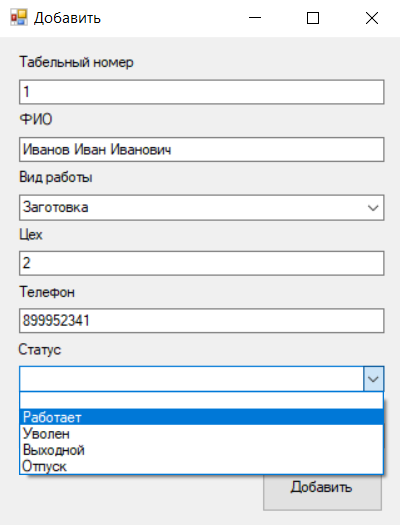 Добавить
Табельный номер
1
ФИО
Иванов Иван Иванович
Вид работы
Заготовка
Цех
2
Телефон
899952341
Статус
Работает
Уволен
Выходной
Отпуск
Добавить